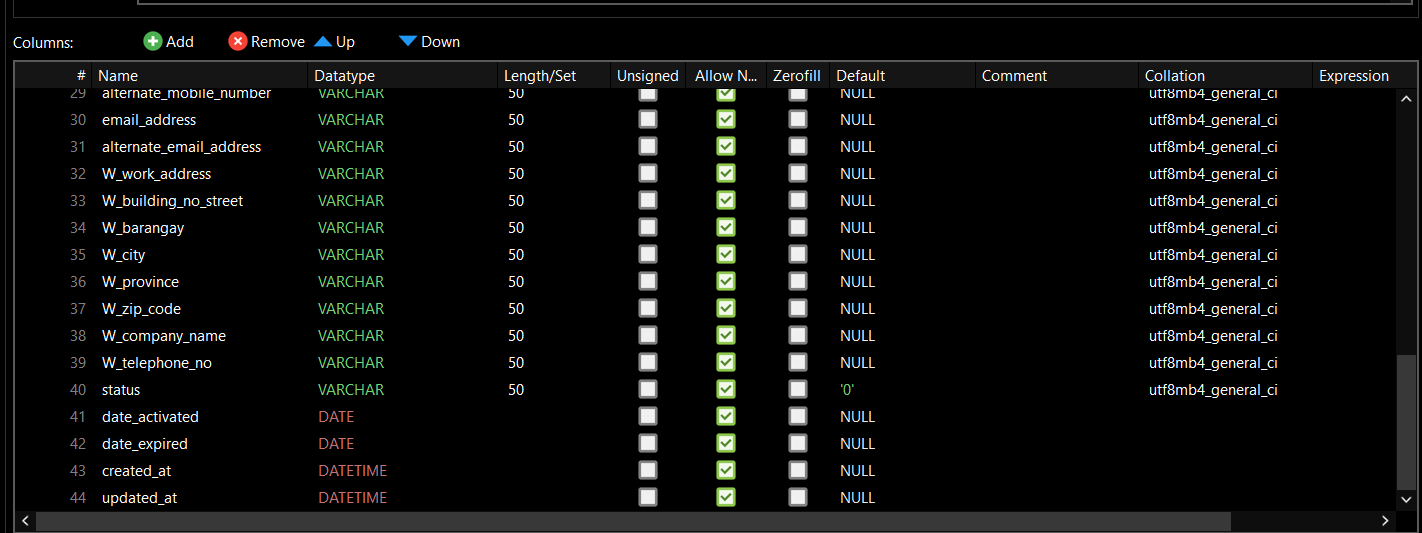 Columns: Add Remove Up Down
# Name Datatype Length/Set Unsigned Allow N... Zerofill Default Comment Collation Expression
29 alternate_mobile_number VARCHAR 50 NULL utf8mb4_general_ci
30 email_address VARCHAR 50 NULL utf8mb4_general_ci
31 alternate_email_address VARCHAR 50 NULL utf8mb4_general_ci
32 W_work_address VARCHAR 50 NULL utf8mb4_general_ci
33 W_building_no_street VARCHAR 50 NULL utf8mb4_general_ci
34 W_barangay VARCHAR 50 NULL utf8mb4_general_ci
35 W_city VARCHAR 50 NULL utf8mb4_general_ci
36 W_province VARCHAR 50 NULL utf8mb4_general_ci
37 W_zip_code VARCHAR 50 NULL utf8mb4_general_ci
38 W_company_name VARCHAR 50 NULL utf8mb4_general_ci
39 W_telephone_no VARCHAR 50 NULL utf8mb4_general_ci
40 status VARCHAR 50 '0' utf8mb4_general_ci
41 date_activated DATE NULL
42 date_expired DATE NULL
43 created_at DATETIME NULL
44 updated_at DATETIME NULL